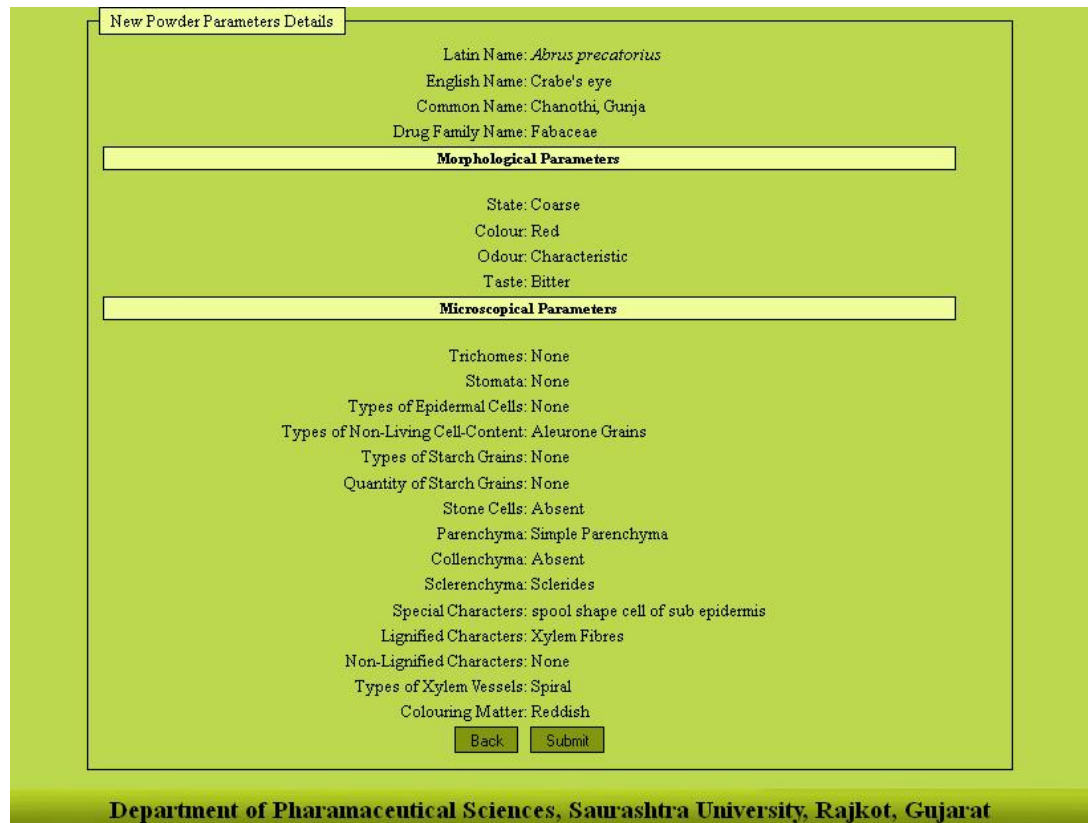 New Powder Parameters Details
Latin Name: Abrus precatorius
English Name: Crabe's eye
Common Name: Chanothi, Gunja
Drug Family Name: Fabaceae
Morphological Parameters
State: Coarse
Colour: Red
Odour: Characteristic
Taste: Bitter
Microscopical Parameters
Trichomes: None
Stomata: None
Types of Epidermal Cells: None
Types of Non-Living Cell-Content: Aleurone Grains
Types of Starch Grains: None
Quantity of Starch Grains: None
Stone Cells: Absent
Parenchyma: Simple Parenchyma
Collenchyma: Absent
Sclerenchyma: Sclerides
Special Characters: spool shape cell of sub epidermis
Lignified Characters: Xylem Fibres
Non-Lignified Characters: None
Types of Xylem Vessels: Spiral
Colouring Matter: Reddish
Back Submit
Department of Pharamaceutical Sciences, Saurashtra University, Rajkot, Gujarat